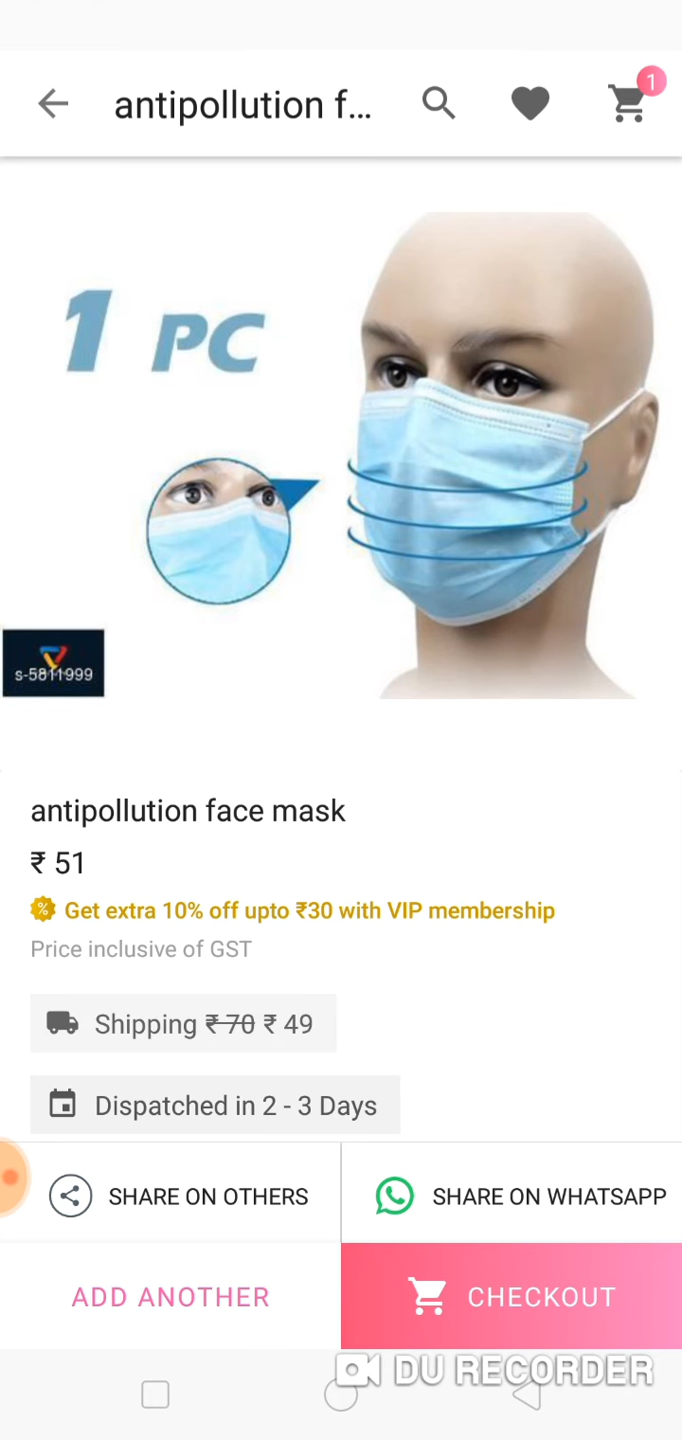 antipollution f...
1
1 PC
s-5811999
antipollution face mask
₹ 51
% Get extra 10% off upto ₹30 with VIP membership
Price inclusive of GST
Shipping ₹ 70 ₹ 49
Dispatched in 2 - 3 Days
SHARE ON OTHERS
SHARE ON WHATSAPP
ADD ANOTHER
CHECKOUT
DU RECORDER